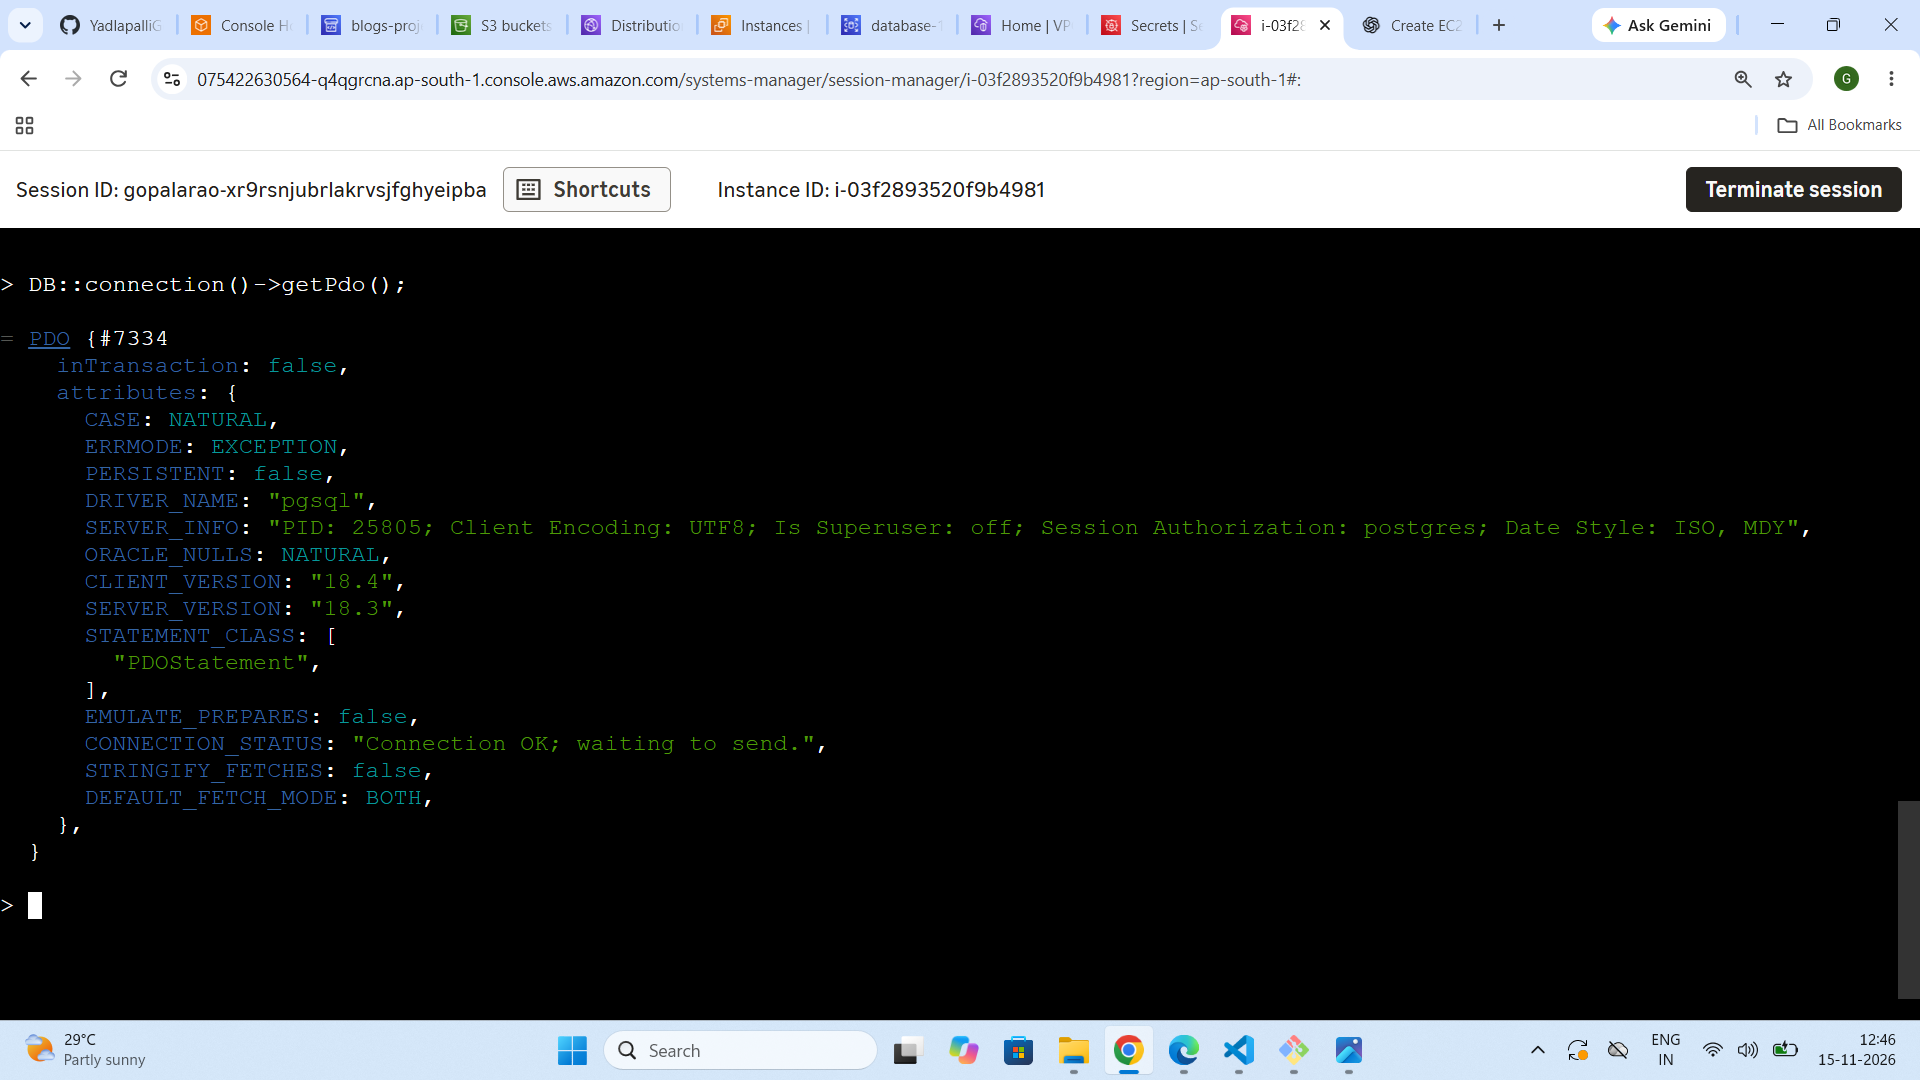 YadlapalliG
Console Ho
blogs-proje
S3 buckets
Distributio
Instances |
database-1
Home | VP
Secrets | Se
i-03f28
Create EC2
Ask Gemini
075422630564-q4qgrcna.ap-south-1.console.aws.amazon.com/systems-manager/session-manager/i-03f2893520f9b4981?region=ap-south-1#:
G
All Bookmarks
Session ID: gopalarao-xr9rsnjubrlakrvsjfghyeipba
Shortcuts
Instance ID: i-03f2893520f9b4981
Terminate session
> DB::connection()->getPdo();
= PDO {#7334
inTransaction: false,
attributes: {
CASE: NATURAL,
ERRMODE: EXCEPTION,
PERSISTENT: false,
DRIVER_NAME: "pgsql",
SERVER_INFO: "PID: 25805; Client Encoding: UTF8; Is Superuser: off; Session Authorization: postgres; Date Style: ISO, MDY",
ORACLE_NULLS: NATURAL,
CLIENT_VERSION: "18.4",
SERVER_VERSION: "18.3",
STATEMENT_CLASS: [
"PDOStatement",
],
EMULATE_PREPARES: false,
CONNECTION_STATUS: "Connection OK; waiting to send.",
STRINGIFY_FETCHES: false,
DEFAULT_FETCH_MODE: BOTH,
},
}
>
29°C
Partly sunny
Search
ENG
IN
12:46
15-11-2026